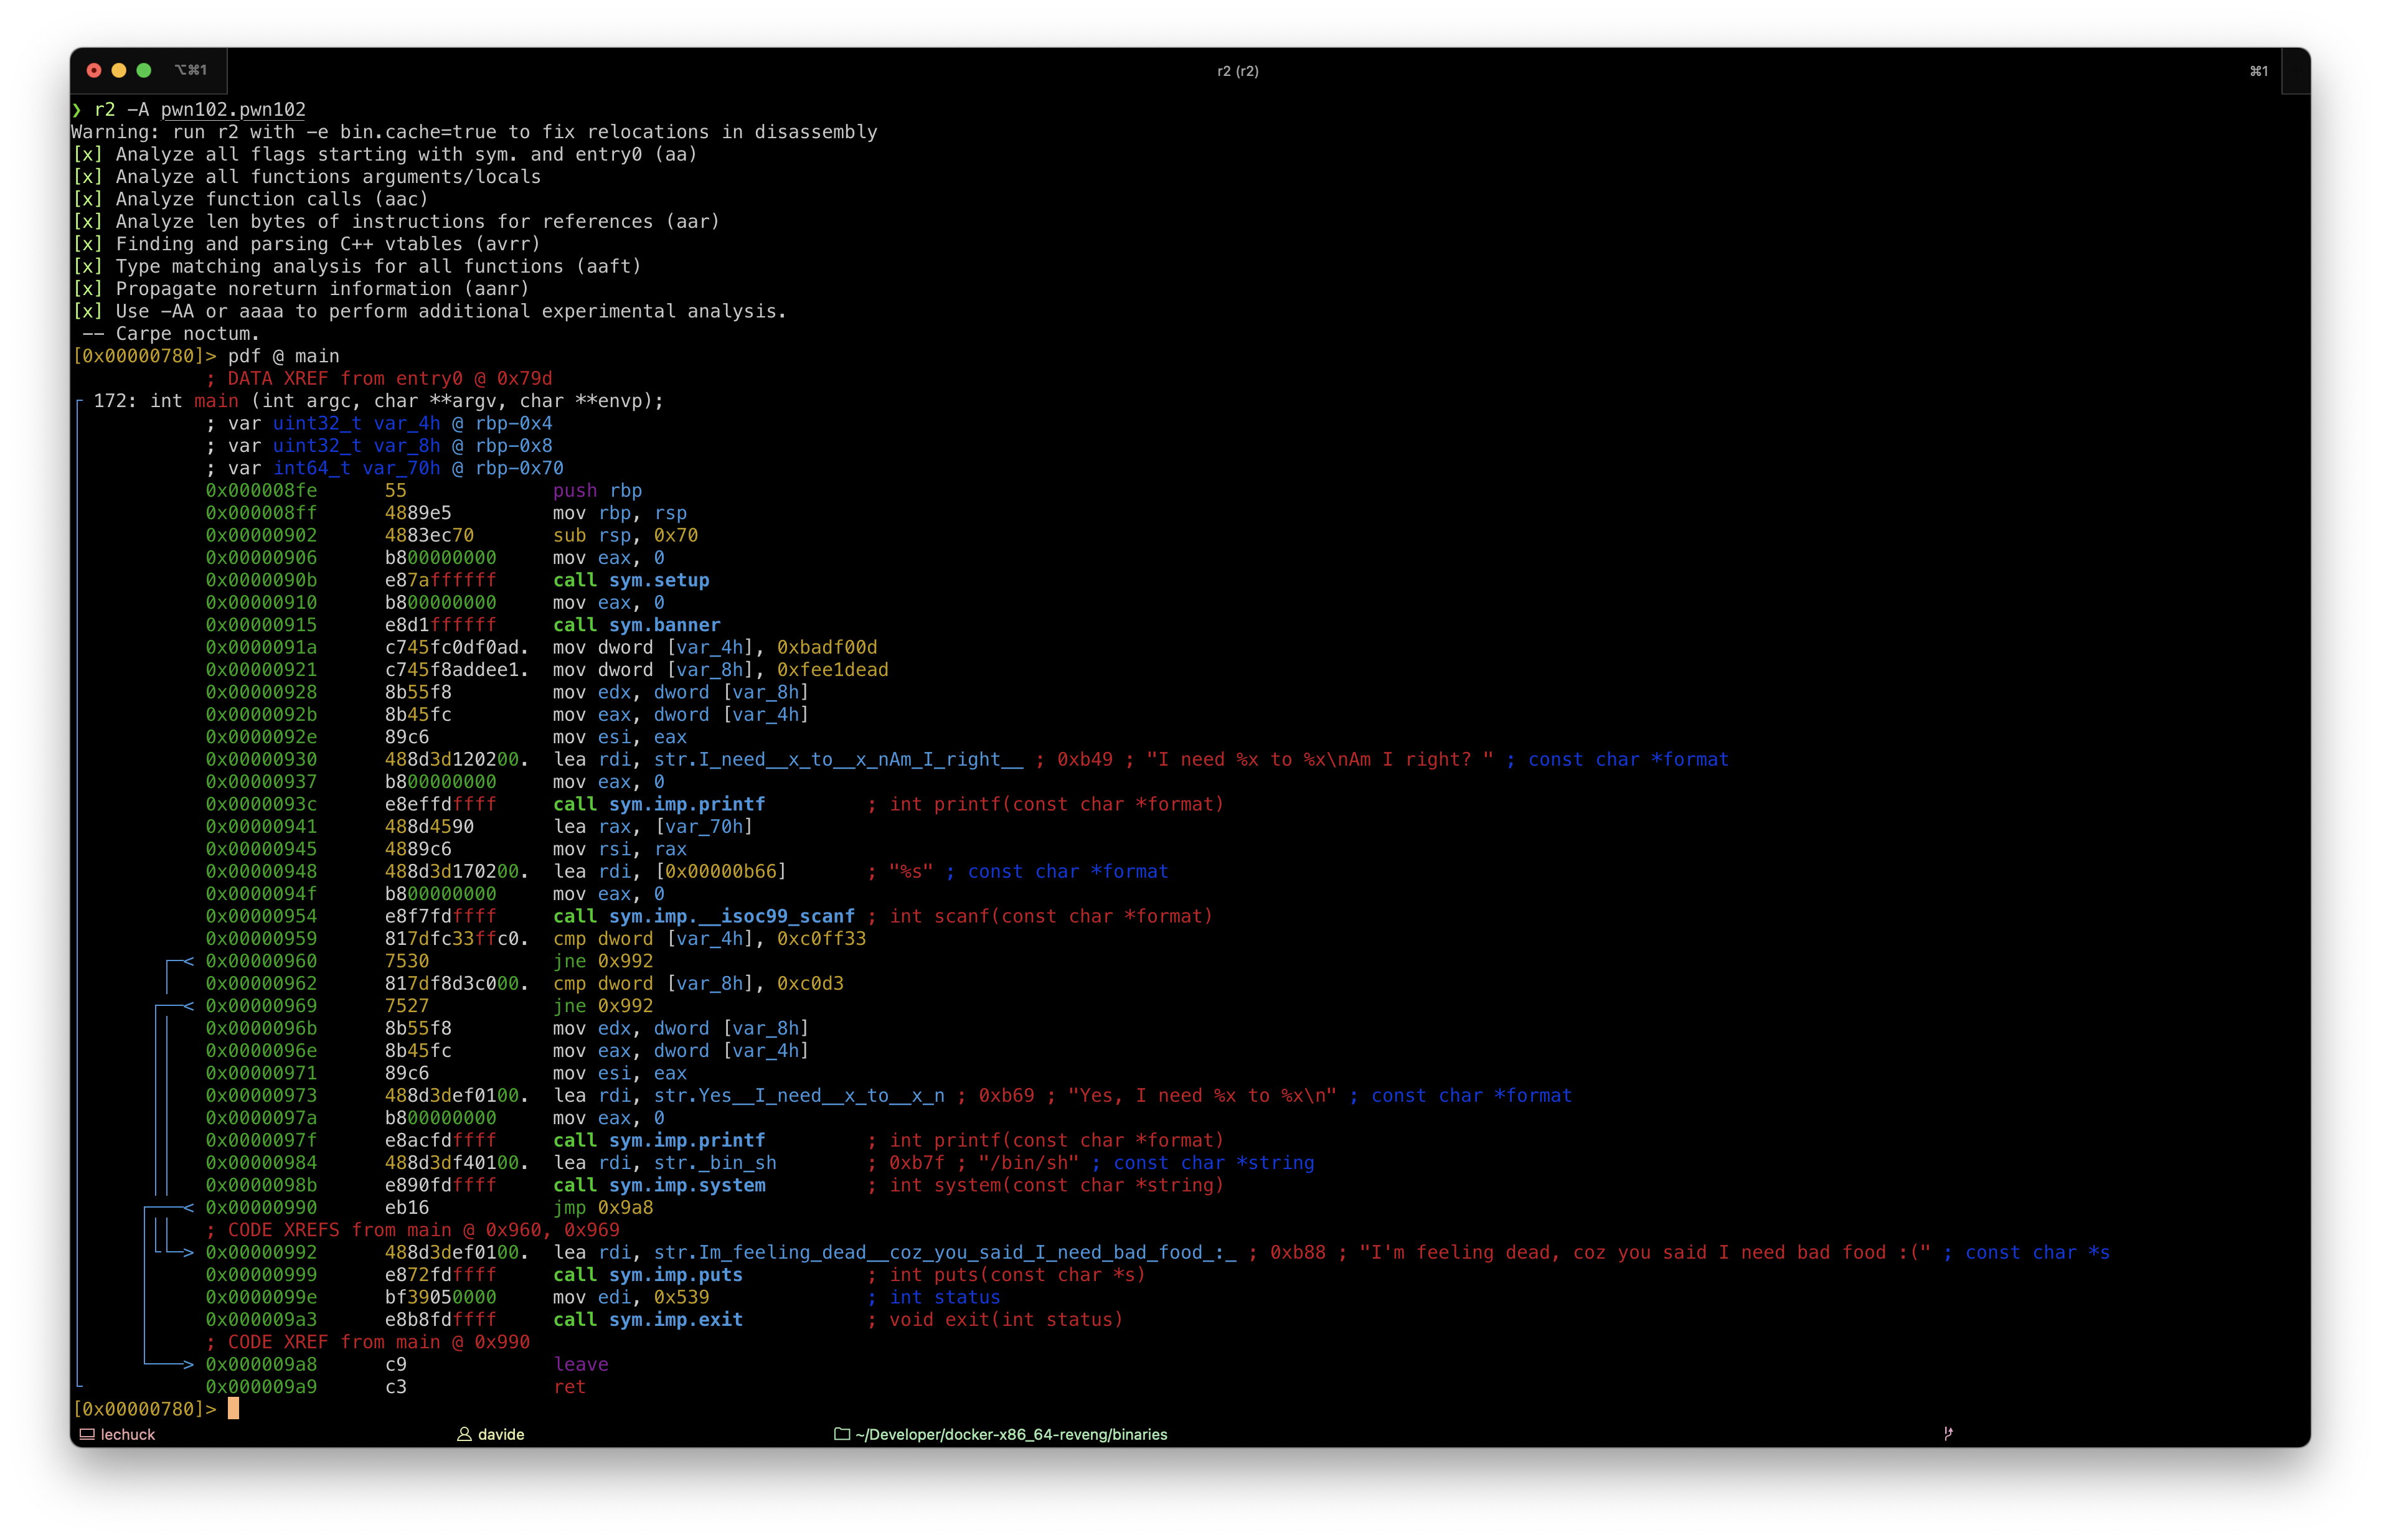 ⌥⌘1 r2 (r2) ⌘1
❯ r2 -A pwn102.pwn102
Warning: run r2 with -e bin.cache=true to fix relocations in disassembly
[x] Analyze all flags starting with sym. and entry0 (aa)
[x] Analyze all functions arguments/locals
[x] Analyze function calls (aac)
[x] Analyze len bytes of instructions for references (aar)
[x] Finding and parsing C++ vtables (avrr)
[x] Type matching analysis for all functions (aaft)
[x] Propagate noreturn information (aanr)
[x] Use -AA or aaaa to perform additional experimental analysis.
-- Carpe noctum.
[0x00000780]> pdf @ main
; DATA XREF from entry0 @ 0x79d
172: int main (int argc, char **argv, char **envp);
; var uint32_t var_4h @ rbp-0x4
; var uint32_t var_8h @ rbp-0x8
; var int64_t var_70h @ rbp-0x70
0x000008fe 55 push rbp
0x000008ff 4889e5 mov rbp, rsp
0x00000902 4883ec70 sub rsp, 0x70
0x00000906 b800000000 mov eax, 0
0x0000090b e87affffff call sym.setup
0x00000910 b800000000 mov eax, 0
0x00000915 e8d1ffffff call sym.banner
0x0000091a c745fc0df0ad. mov dword [var_4h], 0xbadf00d
0x00000921 c745f8addee1. mov dword [var_8h], 0xfee1dead
0x00000928 8b55f8 mov edx, dword [var_8h]
0x0000092b 8b45fc mov eax, dword [var_4h]
0x0000092e 89c6 mov esi, eax
0x00000930 488d3d120200. lea rdi, str.I_need__x_to__x_nAm_I_right__ ; 0xb49 ; "I need %x to %x\nAm I right? " ; const char *format
0x00000937 b800000000 mov eax, 0
0x0000093c e8effdffff call sym.imp.printf ; int printf(const char *format)
0x00000941 488d4590 lea rax, [var_70h]
0x00000945 4889c6 mov rsi, rax
0x00000948 488d3d170200. lea rdi, [0x00000b66] ; "%s" ; const char *format
0x0000094f b800000000 mov eax, 0
0x00000954 e8f7fdffff call sym.imp.__isoc99_scanf ; int scanf(const char *format)
0x00000959 817dfc33ffc0. cmp dword [var_4h], 0xc0ff33
0x00000960 7530 jne 0x992
0x00000962 817df8d3c000. cmp dword [var_8h], 0xc0d3
0x00000969 7527 jne 0x992
0x0000096b 8b55f8 mov edx, dword [var_8h]
0x0000096e 8b45fc mov eax, dword [var_4h]
0x00000971 89c6 mov esi, eax
0x00000973 488d3def0100. lea rdi, str.Yes__I_need__x_to__x_n ; 0xb69 ; "Yes, I need %x to %x\n" ; const char *format
0x0000097a b800000000 mov eax, 0
0x0000097f e8acfdffff call sym.imp.printf ; int printf(const char *format)
0x00000984 488d3df40100. lea rdi, str._bin_sh ; 0xb7f ; "/bin/sh" ; const char *string
0x0000098b e890fdffff call sym.imp.system ; int system(const char *string)
0x00000990 eb16 jmp 0x9a8
; CODE XREFS from main @ 0x960, 0x969
0x00000992 488d3def0100. lea rdi, str.Im_feeling_dead__coz_you_said_I_need_bad_food_:_ ; 0xb88 ; "I'm feeling dead, coz you said I need bad food :(" ; const char *s
0x00000999 e872fdffff call sym.imp.puts ; int puts(const char *s)
0x0000099e bf39050000 mov edi, 0x539 ; int status
0x000009a3 e8b8fdffff call sym.imp.exit ; void exit(int status)
; CODE XREF from main @ 0x990
0x000009a8 c9 leave
0x000009a9 c3 ret
[0x00000780]>
lechuck davide ~/Developer/docker-x86_64-reveng/binaries